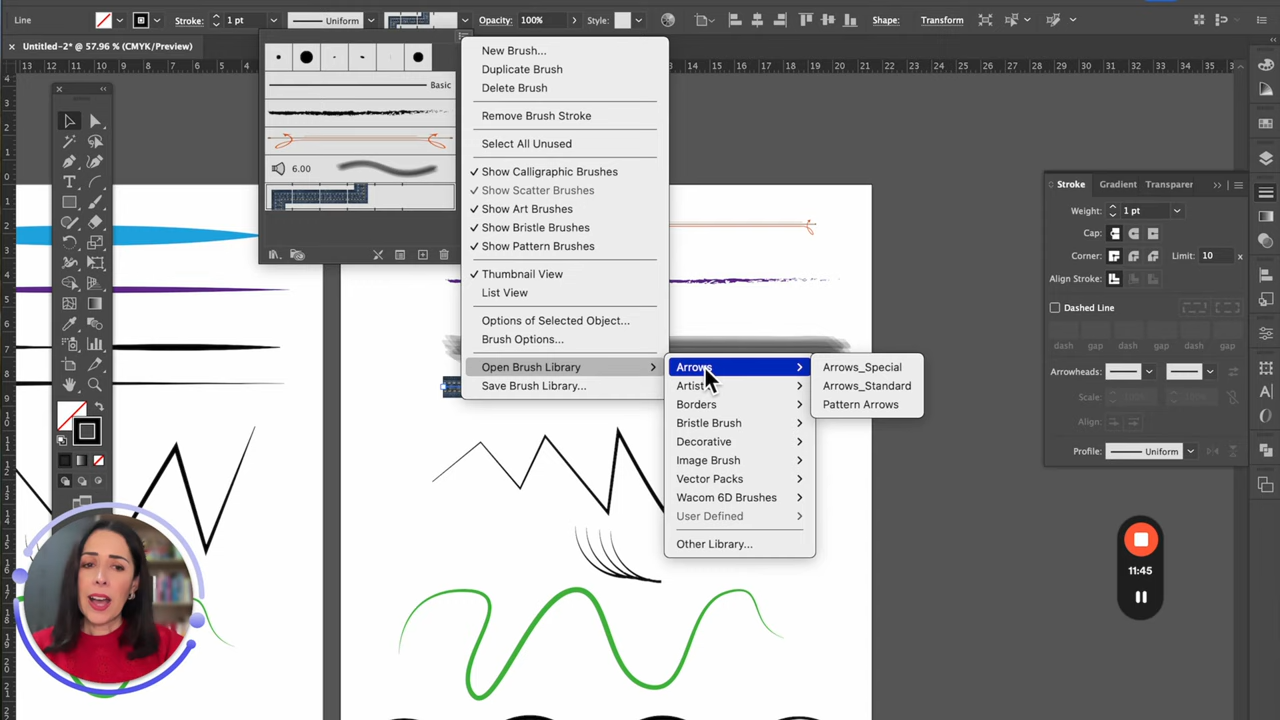 Line Stroke: 1 pt Uniform Opacity: 100% Style: Shape: Transform
Untitled-2* @ 57.96 % (CMYK/Preview)
Basic
6.00
New Brush...
Duplicate Brush
Delete Brush
Remove Brush Stroke
Select All Unused
Show Calligraphic Brushes
Show Scatter Brushes
Show Art Brushes
Show Bristle Brushes
Show Pattern Brushes
Thumbnail View
List View
Options of Selected Object...
Brush Options...
Open Brush Library
Save Brush Library...
Arrows
Borders
Bristle Brush
Decorative
Image Brush
Vector Packs
Wacom 6D Brushes
User Defined
Other Library...
Arrows_Special
Arrows_Standard
Pattern Arrows
Stroke Gradient Transparer
Weight: 1 pt
Cap:
Corner: Limit: 10 x
Align Stroke:
Dashed Line
dash gap dash gap dash gap
Arrowheads:
Scale: 100% 100%
Align:
Profile: Uniform
11:45